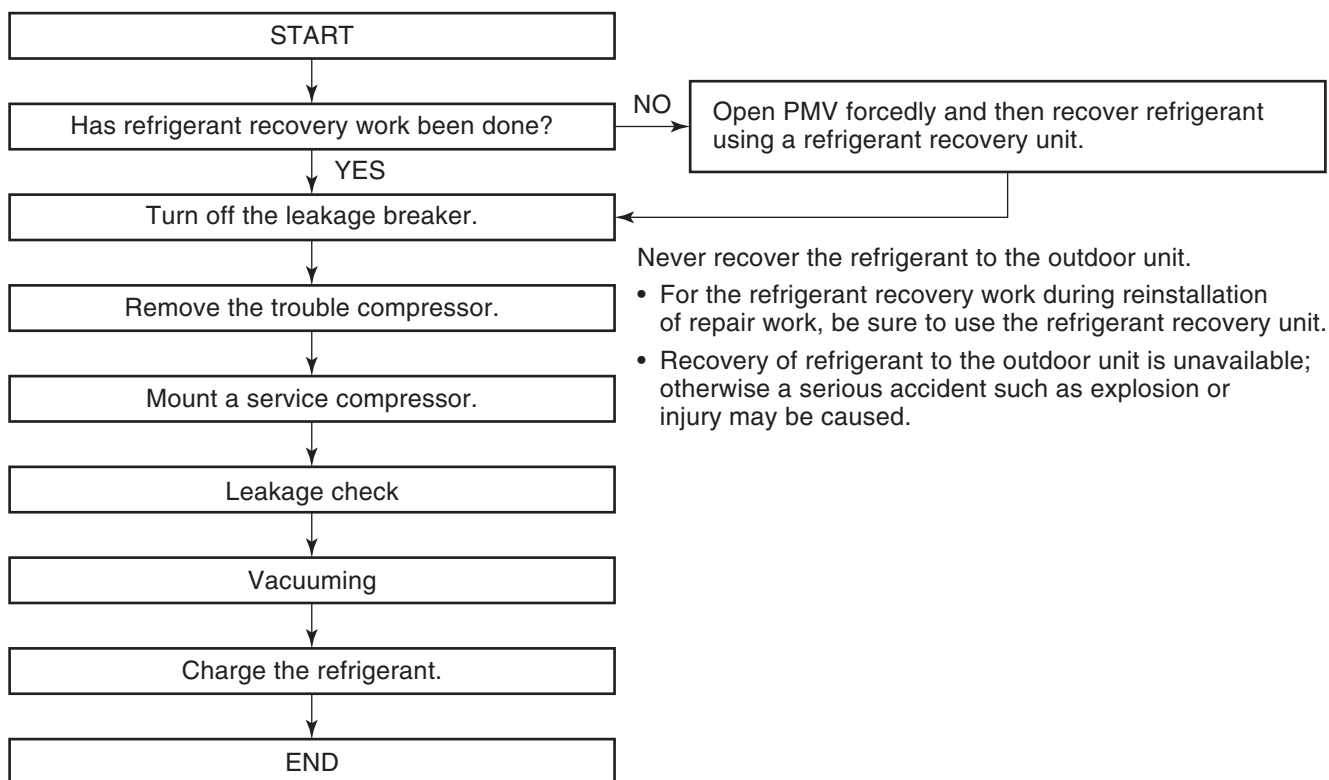 START
Has refrigerant recovery work been done?
NO
Open PMV forcedly and then recover refrigerant
using a refrigerant recovery unit.
YES
Turn off the leakage breaker.
Never recover the refrigerant to the outdoor unit.
• For the refrigerant recovery work during reinstallation
of repair work, be sure to use the refrigerant recovery unit.
• Recovery of refrigerant to the outdoor unit is unavailable;
otherwise a serious accident such as explosion or
injury may be caused.
Remove the trouble compressor.
Mount a service compressor.
Leakage check
Vacuuming
Charge the refrigerant.
END